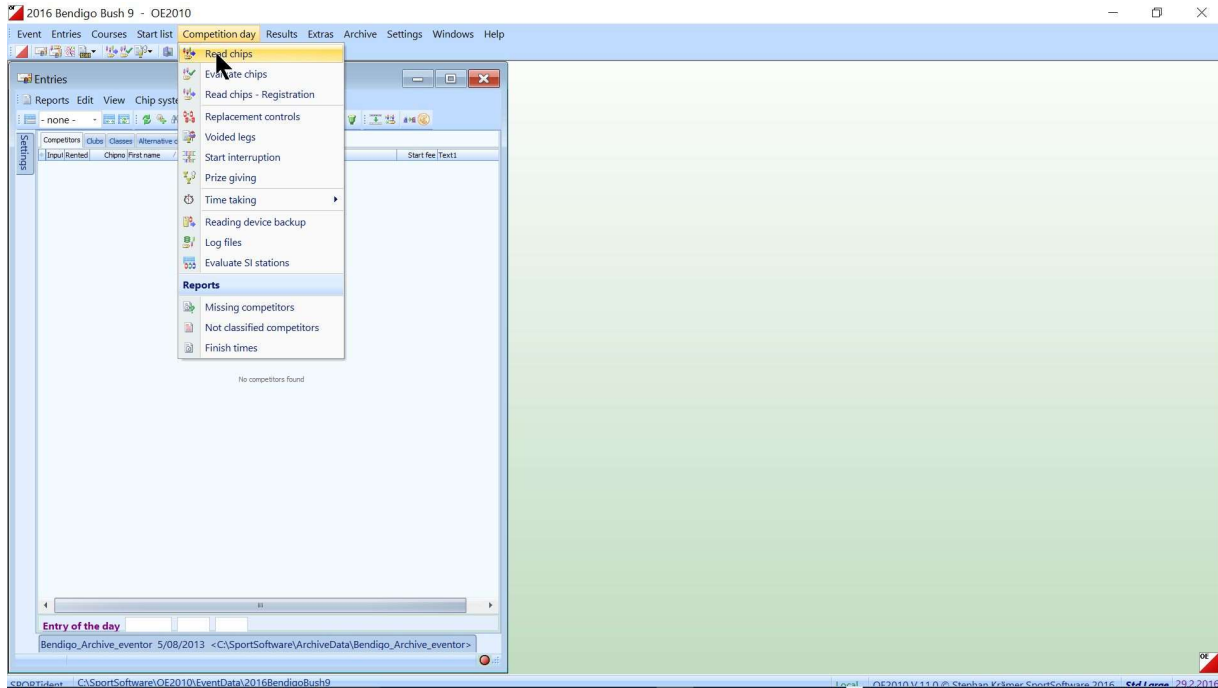 2016 Bendigo Bush 9 - OE2010
Event Entries Courses Start list Competition day Results Extras Archive Settings Windows Help
Read chips
Entries
Evaluate chips
Reports Edit View Chip syste
Read chips - Registration
- none -
Replacement controls
Settings
Competitors Clubs Classes Alternative c
Voided legs
Input Rented Chipno First name
Start fee Text1
Start interruption
Prize giving
Time taking
Reading device backup
Log files
Evaluate SI stations
Reports
Missing competitors
Not classified competitors
Finish times
No competitors found
Entry of the day
Bendigo_Archive_eventor 5/08/2013 <C:\SportSoftware\ArchiveData\Bendigo_Archive_eventor>
OE
SPORTident C:\SportSoftware\OE2010\EventData\2016BendigoBush9 Local OE2010 V 11.0 © Stephan Krämer SportSoftware 2016 Std Large 29.2.2016